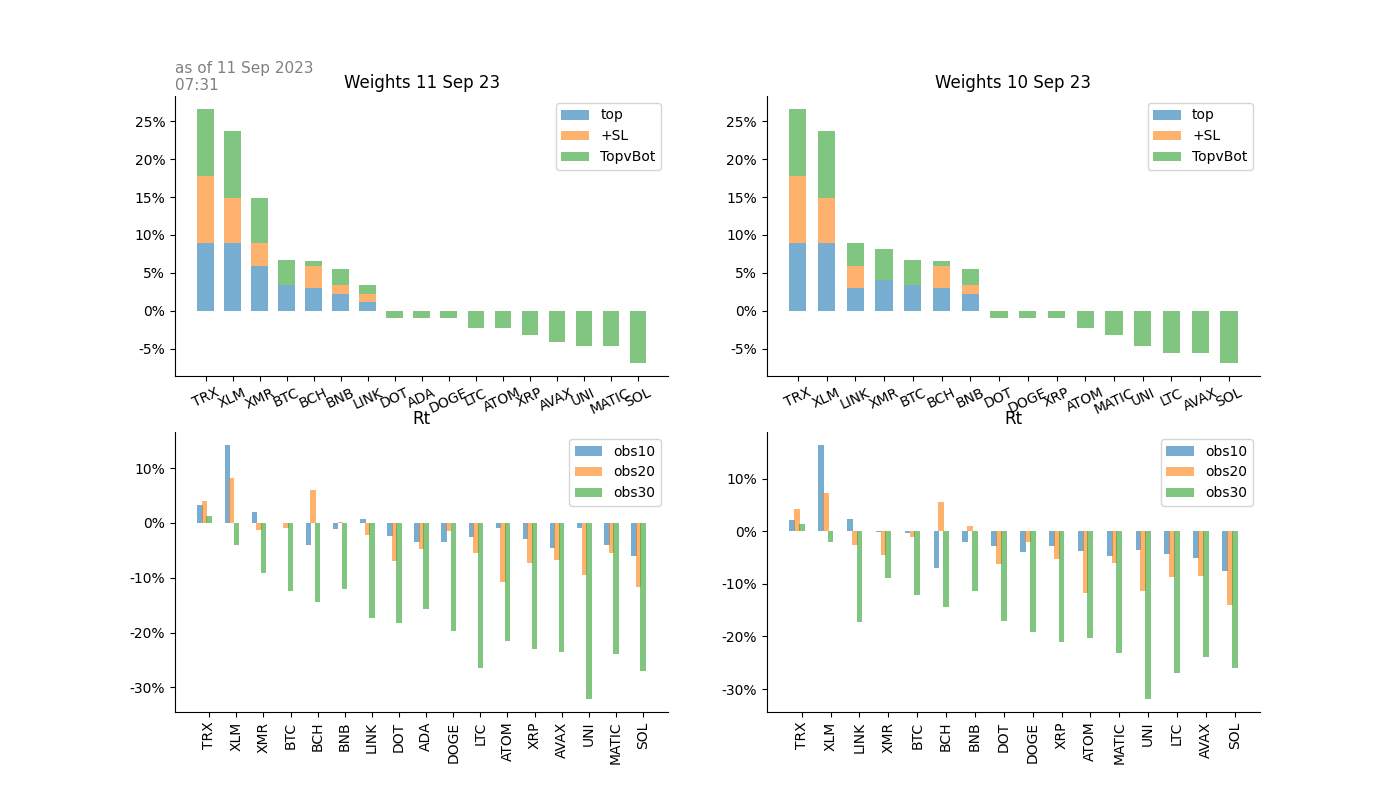 as of 11 Sep 2023
07:31
Weights 11 Sep 23
25%
20%
15%
10%
5%
0%
-5%
top
+SL
TopvBot
TRX XLM XMR BTC BCH BNB LINK DOT ADA DOGE LTC ATOM XRP AVAX UNI MATIC SOL
Weights 10 Sep 23
25%
20%
15%
10%
5%
0%
-5%
top
+SL
TopvBot
TRX XLM LINK XMR BTC BCH BNB DOT DOGE XRP ATOM MATIC UNI LTC AVAX SOL
Rt
10%
0%
-10%
-20%
-30%
obs10
obs20
obs30
TRX XLM XMR BTC BCH BNB LINK DOT ADA DOGE LTC ATOM XRP AVAX UNI MATIC SOL
Rt
10%
0%
-10%
-20%
-30%
obs10
obs20
obs30
TRX XLM LINK XMR BTC BCH BNB DOT DOGE XRP ATOM MATIC UNI LTC AVAX SOL